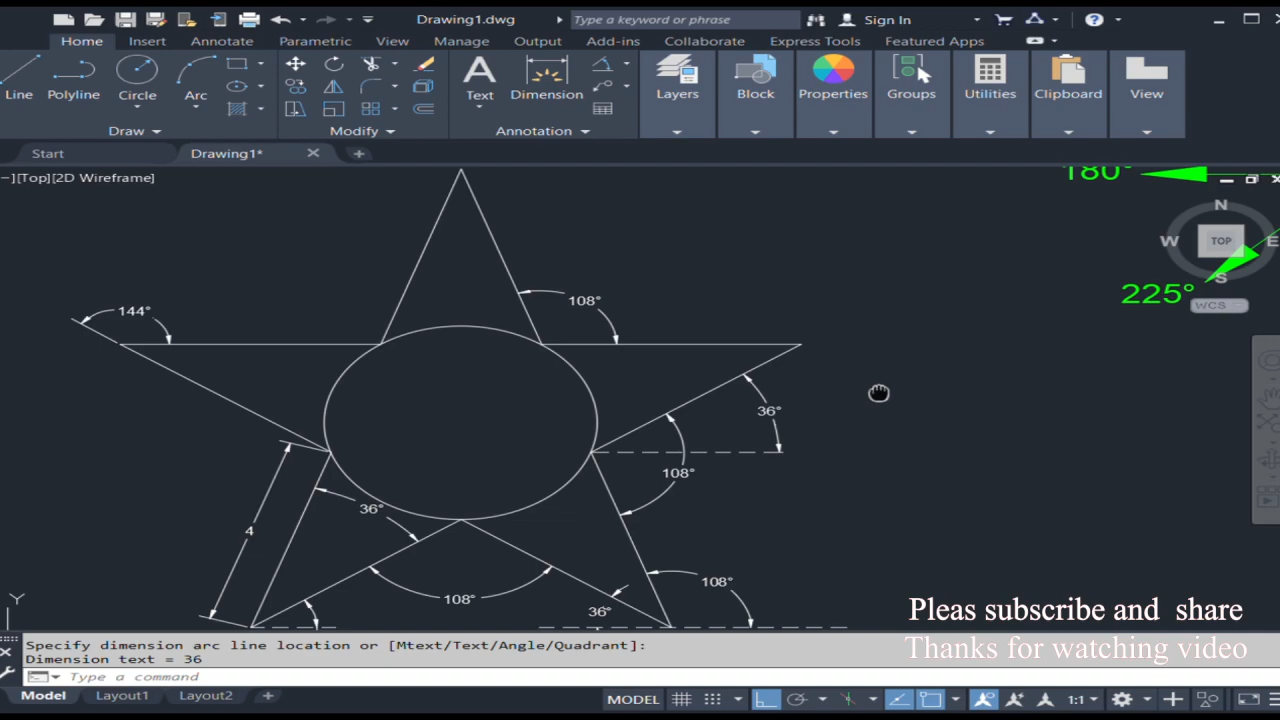 Drawing1.dwg
Type a keyword or phrase
Sign In
Home Insert Annotate Parametric View Manage Output Add-ins Collaborate Express Tools Featured Apps
Line Polyline Circle Arc Text Dimension Layers Block Properties Groups Utilities Clipboard View
Draw Modify Annotation
Start Drawing1*
−][Top][2D Wireframe]
180°
N
W TOP E
S
225°
WCS
144°
108°
36°
108°
36°
4
108°
36°
108°
Y
Pleas subscribe and share
Thanks for watching video
Specify dimension arc line location or [Mtext/Text/Angle/Quadrant]:
Dimension text = 36
Type a command
Model Layout1 Layout2 +
MODEL 1:1